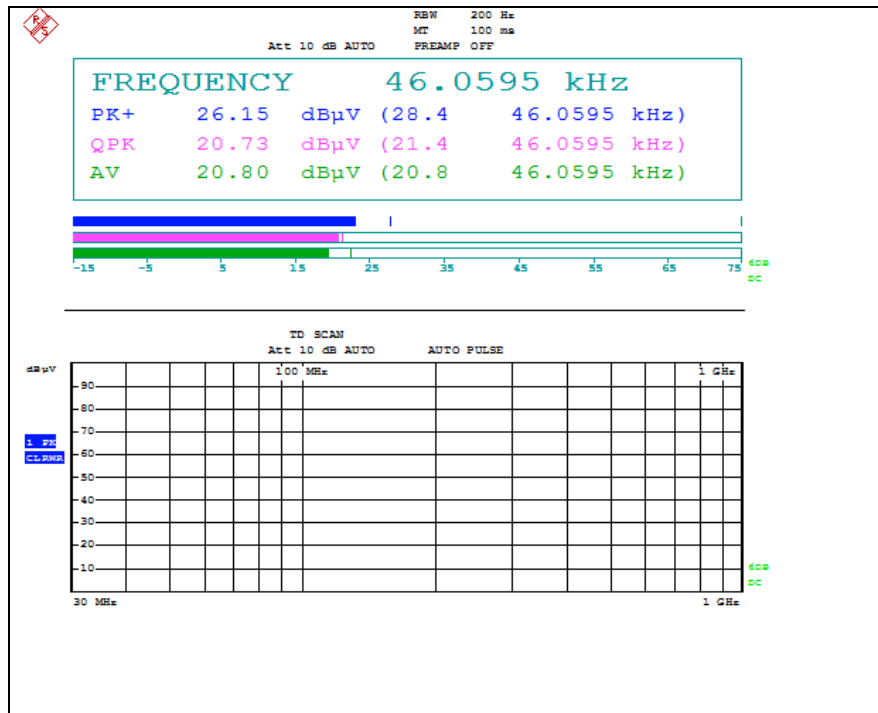 R S
RBW 200 Hz
MT 100 ms
Att 10 dB AUTO PREAMP OFF
FREQUENCY 46.0595 kHz
PK+ 26.15 dBµV (28.4 46.0595 kHz)
QPK 20.73 dBµV (21.4 46.0595 kHz)
AV 20.80 dBµV (20.8 46.0595 kHz)
-15 -5 5 15 25 35 45 55 65 75
6DB
DC
TD SCAN
Att 10 dB AUTO AUTO PULSE
dBµV
100 MHz 1 GHz
90
80
70
1 PK
CLRWR
60
50
40
30
20
10
6DB
DC
30 MHz 1 GHz